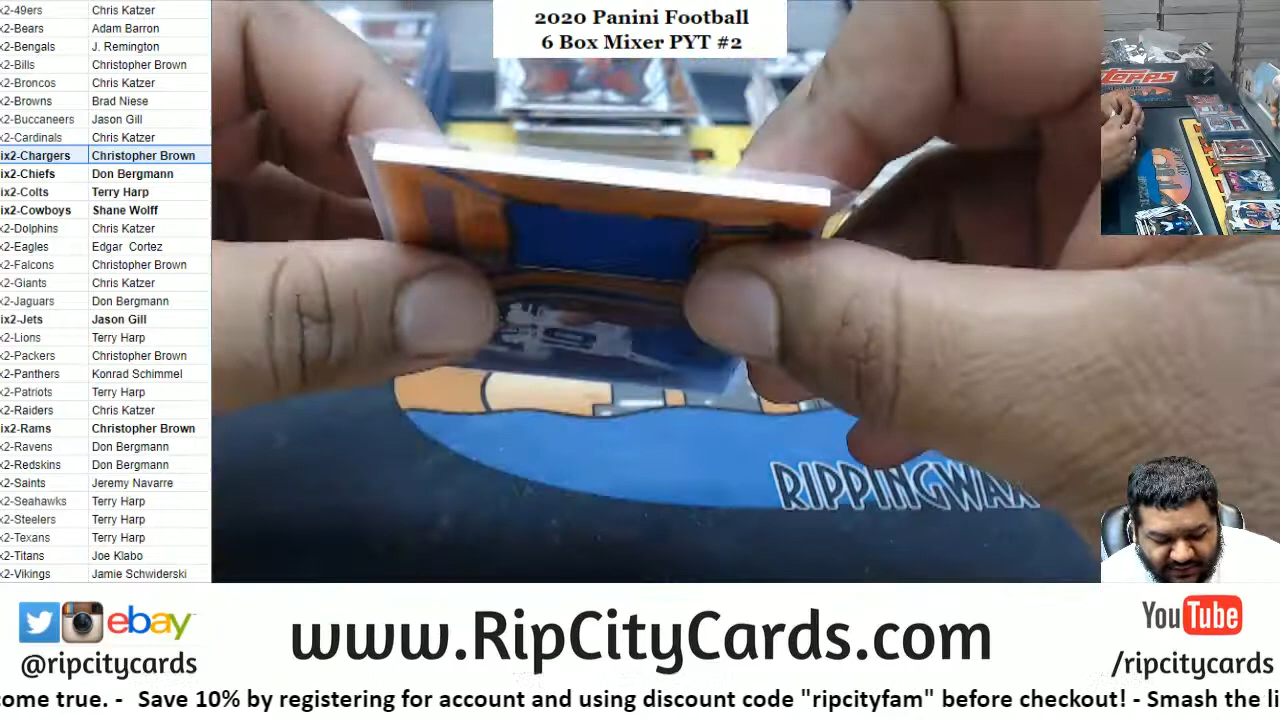 2020 Panini Football
6 Box Mixer PYT #2
x2-49ers Chris Katzer
x2-Bears Adam Barron
x2-Bengals J. Remington
x2-Bills Christopher Brown
x2-Broncos Chris Katzer
x2-Browns Brad Niese
x2-Buccaneers Jason Gill
x2-Cardinals Chris Katzer
ix2-Chargers Christopher Brown
ix2-Chiefs Don Bergmann
ix2-Colts Terry Harp
ix2-Cowboys Shane Wolff
x2-Dolphins Chris Katzer
x2-Eagles Edgar Cortez
x2-Falcons Christopher Brown
x2-Giants Chris Katzer
x2-Jaguars Don Bergmann
ix2-Jets Jason Gill
x2-Lions Terry Harp
x2-Packers Christopher Brown
x2-Panthers Konrad Schimmel
x2-Patriots Terry Harp
x2-Raiders Chris Katzer
ix2-Rams Christopher Brown
x2-Ravens Don Bergmann
x2-Redskins Don Bergmann
x2-Saints Jeremy Navarre
x2-Seahawks Terry Harp
x2-Steelers Terry Harp
x2-Texans Terry Harp
x2-Titans Joe Klabo
x2-Vikings Jamie Schwiderski
TOPPS
RIPPINGWAX
ebay
@ripcitycards
www.RipCityCards.com
YouTube
/ripcitycards
come true. - Save 10% by registering for account and using discount code "ripcityfam" before checkout! - Smash the li